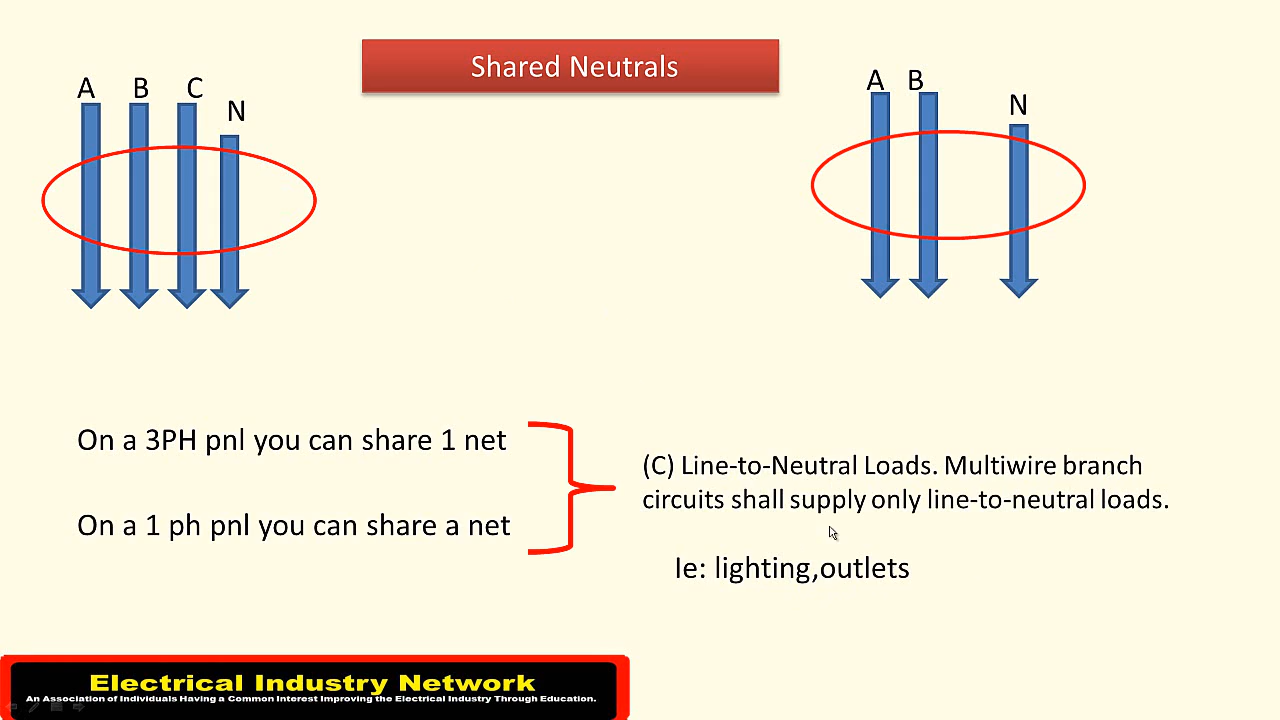 Shared Neutrals
A B C N
A B N
On a 3PH pnl you can share 1 net
On a 1 ph pnl you can share a net
(C) Line-to-Neutral Loads. Multiwire branch
circuits shall supply only line-to-neutral loads.
Ie: lighting,outlets
Electrical Industry Network
An Association of Individuals Having a Common Interest Improving the Electrical Industry Through Education.